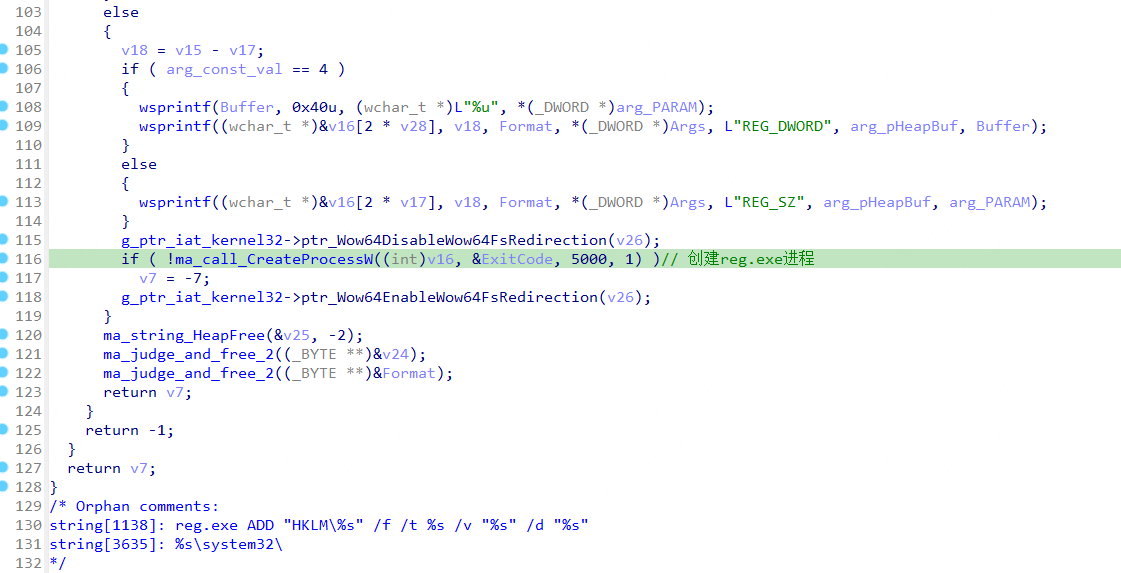 103 else
104 {
105 v18 = v15 - v17;
106 if ( arg_const_val == 4 )
107 {
108 wsprintf(Buffer, 0x40u, (wchar_t *)L"%u", *(_DWORD *)arg_PARAM);
109 wsprintf((wchar_t *)&v16[2 * v28], v18, Format, *(_DWORD *)Args, L"REG_DWORD", arg_pHeapBuf, Buffer);
110 }
111 else
112 {
113 wsprintf((wchar_t *)&v16[2 * v17], v18, Format, *(_DWORD *)Args, L"REG_SZ", arg_pHeapBuf, arg_PARAM);
114 }
115 g_ptr_iat_kernel32->ptr_Wow64DisableWow64FsRedirection(v26);
116 if ( !ma_call_CreateProcessW((int)v16, &ExitCode, 5000, 1) )// 创建reg.exe进程
117 v7 = -7;
118 g_ptr_iat_kernel32->ptr_Wow64EnableWow64FsRedirection(v26);
119 }
120 ma_string_HeapFree(&v25, -2);
121 ma_judge_and_free_2((_BYTE **)&v24);
122 ma_judge_and_free_2((_BYTE **)&Format);
123 return v7;
124 }
125 return -1;
126 }
127 return v7;
128 }
129 /* Orphan comments:
130 string[1138]: reg.exe ADD "HKLM\%s" /f /t %s /v "%s" /d "%s"
131 string[3635]: %s\system32\
132 */